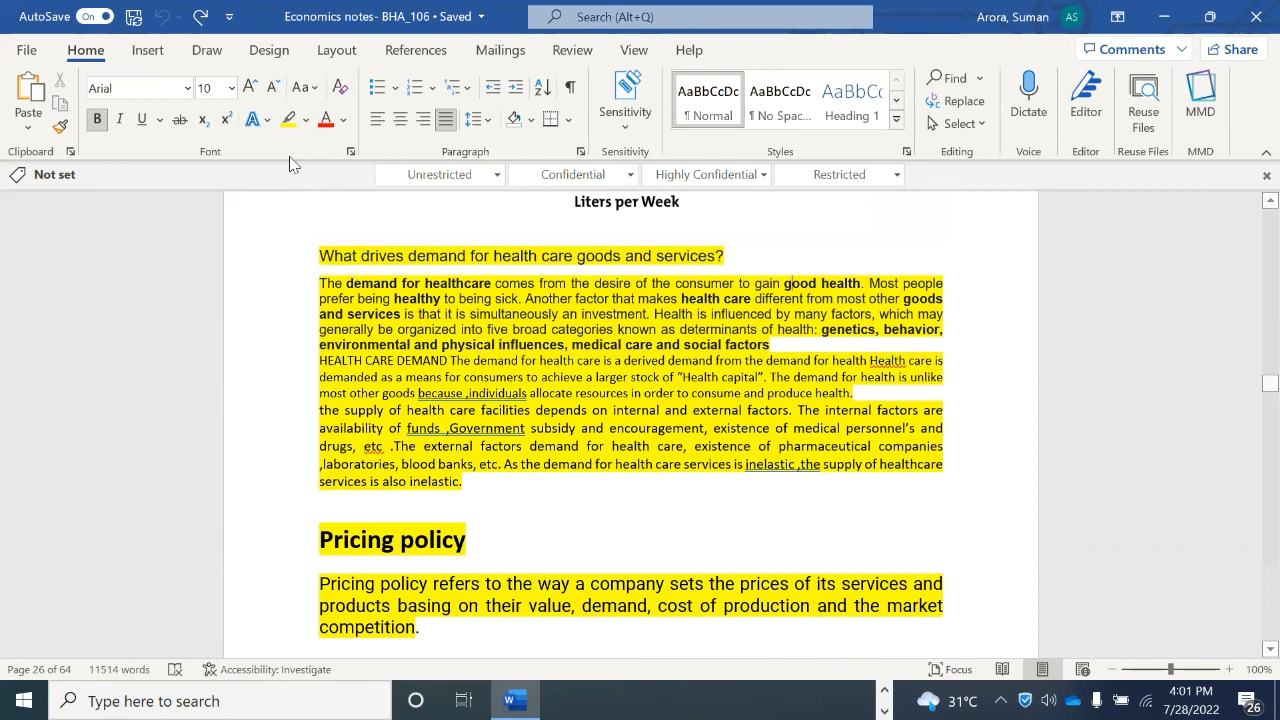 AutoSave On Economics notes- BHA_106 • Saved Search (Alt+Q) Arora, Suman AS
File Home Insert Draw Design Layout References Mailings Review View Help Comments Share
Paste
Clipboard
Arial 10 Aa
B I U ab x₂ x² A A
Font
Paragraph
Sensitivity
Sensitivity
AaBbCcDc AaBbCcDc AaBbCc
¶ Normal ¶ No Spac... Heading 1
Styles
Find
Replace
Select
Editing
Dictate
Voice
Editor
Editor
Reuse
Files
Reuse Files
MMD
MMD
Not set Unrestricted Confidential Highly Confidential Restricted
Liters per Week
What drives demand for health care goods and services?
The demand for healthcare comes from the desire of the consumer to gain good health. Most people
prefer being healthy to being sick. Another factor that makes health care different from most other goods
and services is that it is simultaneously an investment. Health is influenced by many factors, which may
generally be organized into five broad categories known as determinants of health: genetics, behavior,
environmental and physical influences, medical care and social factors
HEALTH CARE DEMAND The demand for health care is a derived demand from the demand for health Health care is
demanded as a means for consumers to achieve a larger stock of “Health capital”. The demand for health is unlike
most other goods because ,individuals allocate resources in order to consume and produce health.
the supply of health care facilities depends on internal and external factors. The internal factors are
availability of funds ,Government subsidy and encouragement, existence of medical personnel’s and
drugs, etc .The external factors demand for health care, existence of pharmaceutical companies
,laboratories, blood banks, etc. As the demand for health care services is inelastic ,the supply of healthcare
services is also inelastic.
Pricing policy
Pricing policy refers to the way a company sets the prices of its services and
products basing on their value, demand, cost of production and the market
competition.
Page 26 of 64 11514 words Accessibility: Investigate Focus 100%
Type here to search 31°C 4:01 PM
7/28/2022 26